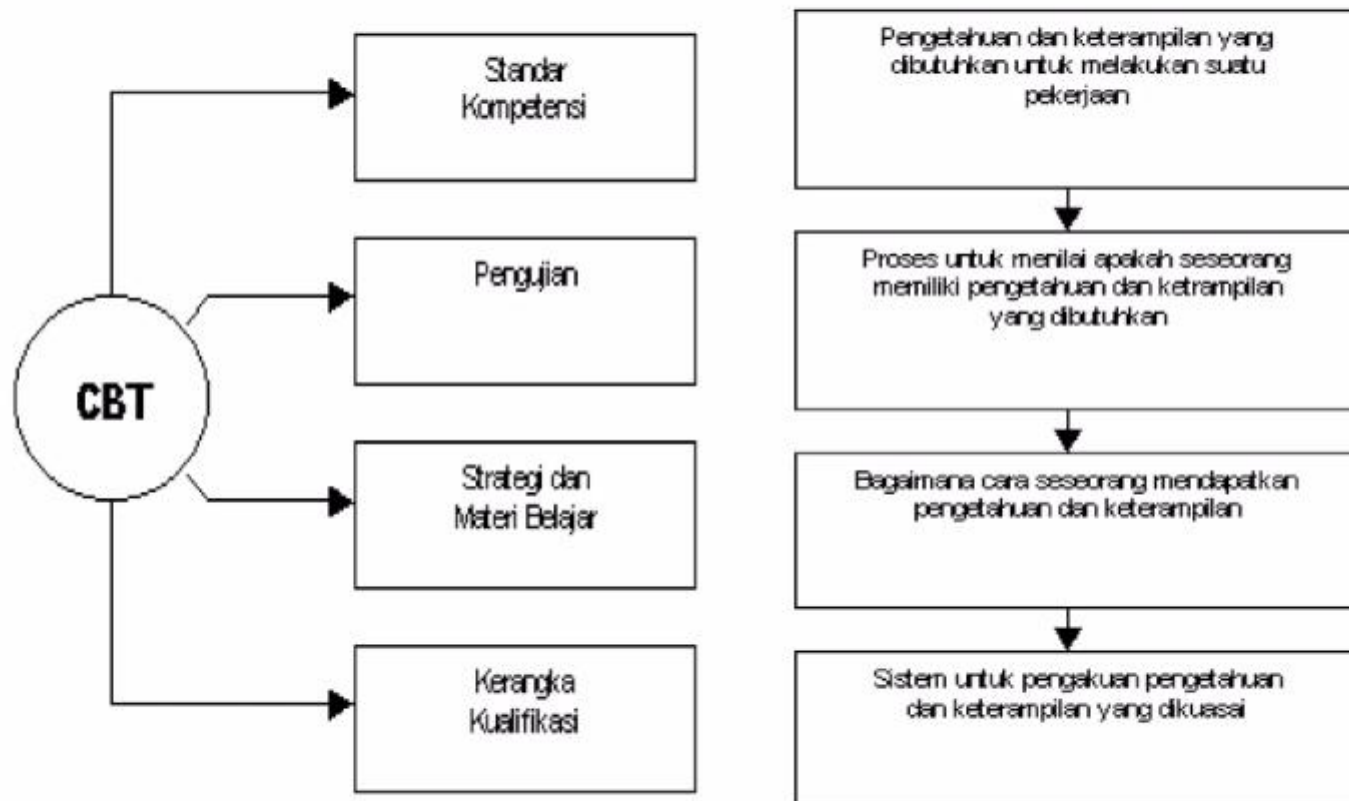 Standar
Kompetensi
Pengetahuan dan keterampilan yang
dibutuhkan untuk melakukan suatu
pekerjaan
Pengujian
Proses untuk menilai apakah seseorang
memiliki pengetahuan dan ketrampilan
yang dibutuhkan
CBT
Strategi dan
Materi Belajar
Bagaimana cara seseorang mendapatkan
pengetahuan dan keterampilan
Kerangka
Kualifikasi
Sistem untuk pengakuan pengetahuan
dan keterampilan yang dikuasai